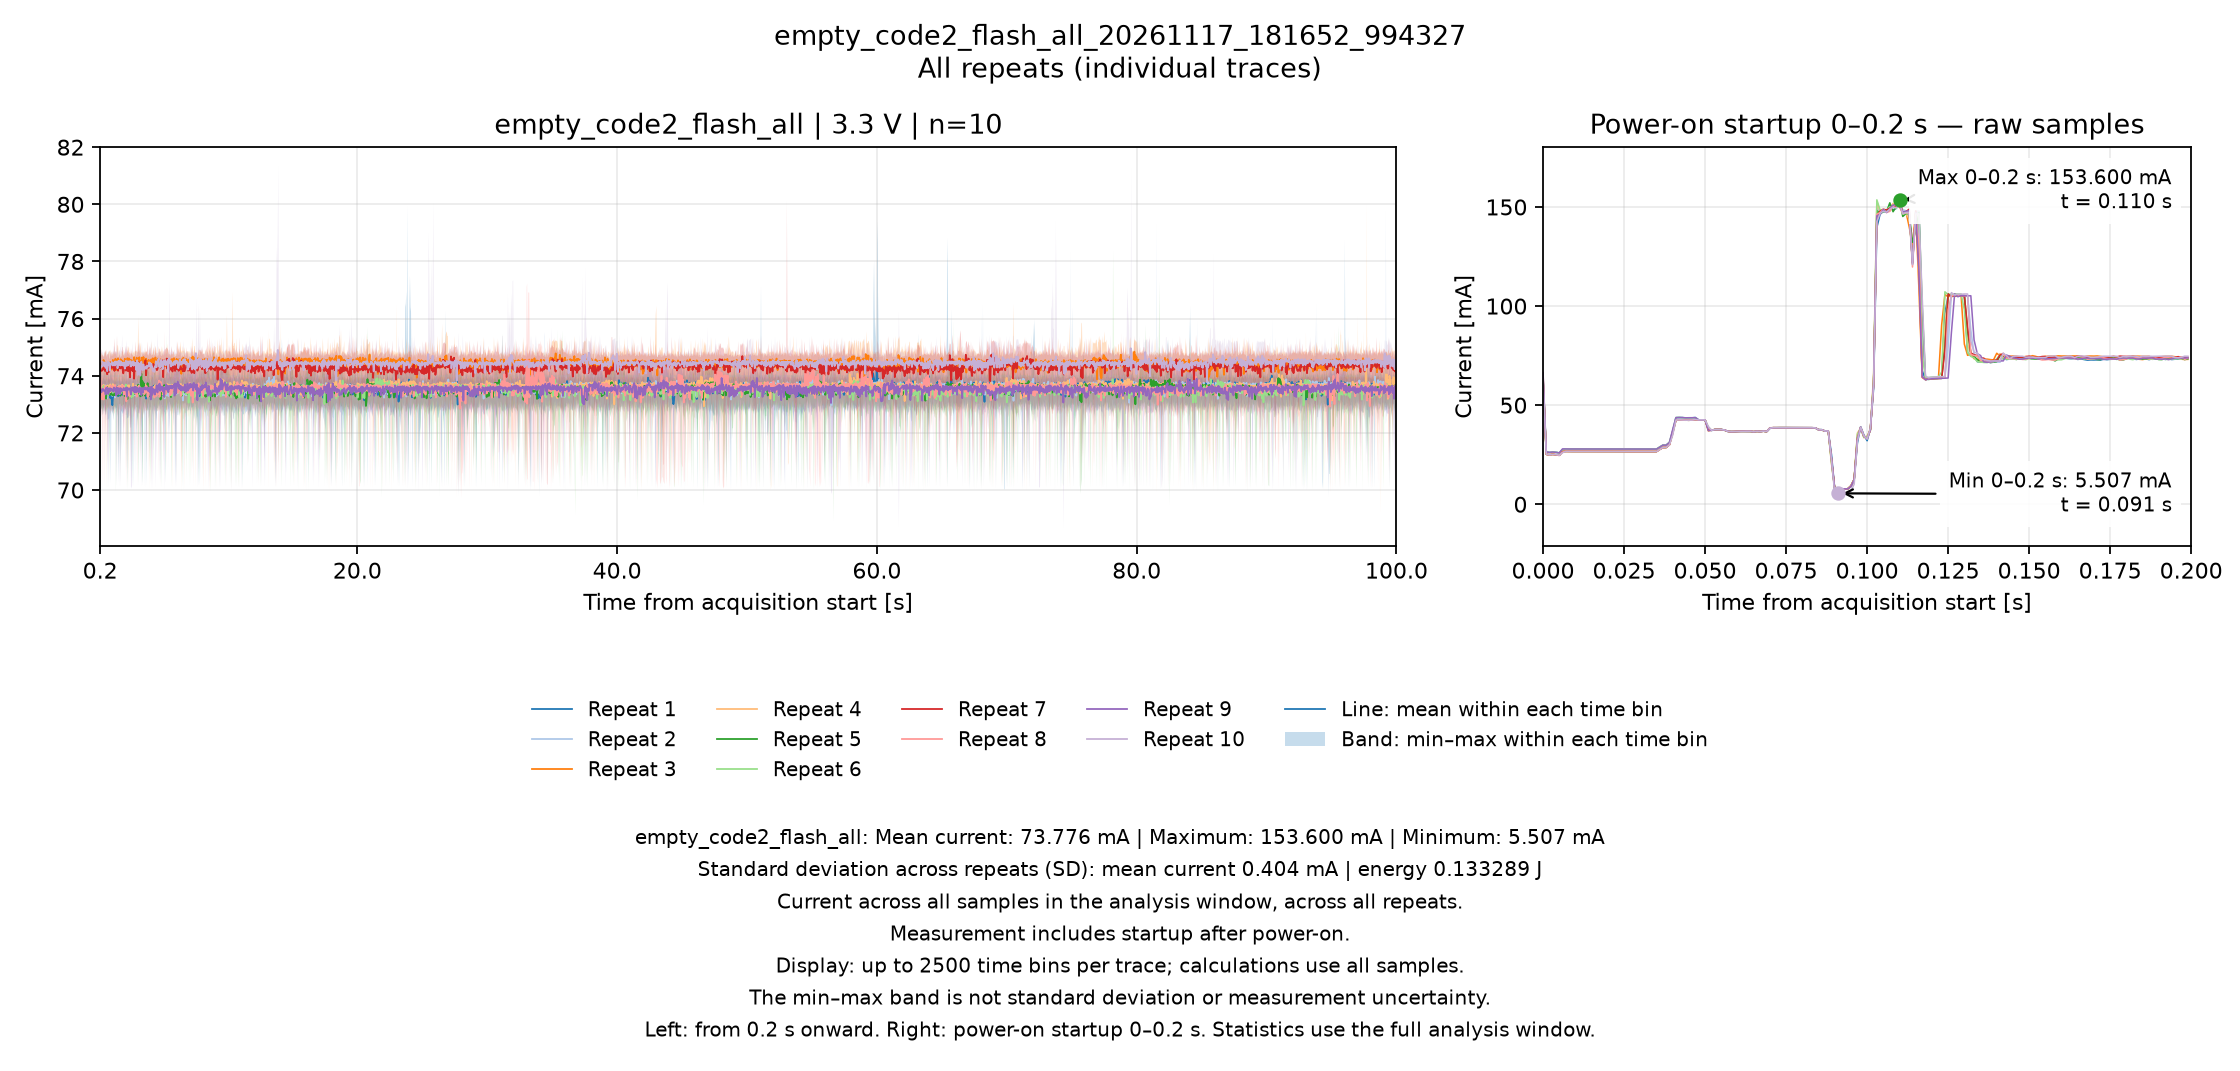 empty_code2_flash_all_20261117_181652_994327
All repeats (individual traces)
empty_code2_flash_all | 3.3 V | n=10
82
80
78
76
74
72
70
Current [mA]
0.2
20.0
40.0
60.0
80.0
100.0
Time from acquisition start [s]
Power-on startup 0–0.2 s — raw samples
150
100
50
0
Current [mA]
Max 0–0.2 s: 153.600 mA
t = 0.110 s
Min 0–0.2 s: 5.507 mA
t = 0.091 s
0.000
0.025
0.050
0.075
0.100
0.125
0.150
0.175
0.200
Time from acquisition start [s]
Repeat 1
Repeat 2
Repeat 3
Repeat 4
Repeat 5
Repeat 6
Repeat 7
Repeat 8
Repeat 9
Repeat 10
Line: mean within each time bin
Band: min–max within each time bin
empty_code2_flash_all: Mean current: 73.776 mA | Maximum: 153.600 mA | Minimum: 5.507 mA
Standard deviation across repeats (SD): mean current 0.404 mA | energy 0.133289 J
Current across all samples in the analysis window, across all repeats.
Measurement includes startup after power-on.
Display: up to 2500 time bins per trace; calculations use all samples.
The min–max band is not standard deviation or measurement uncertainty.
Left: from 0.2 s onward. Right: power-on startup 0–0.2 s. Statistics use the full analysis window.